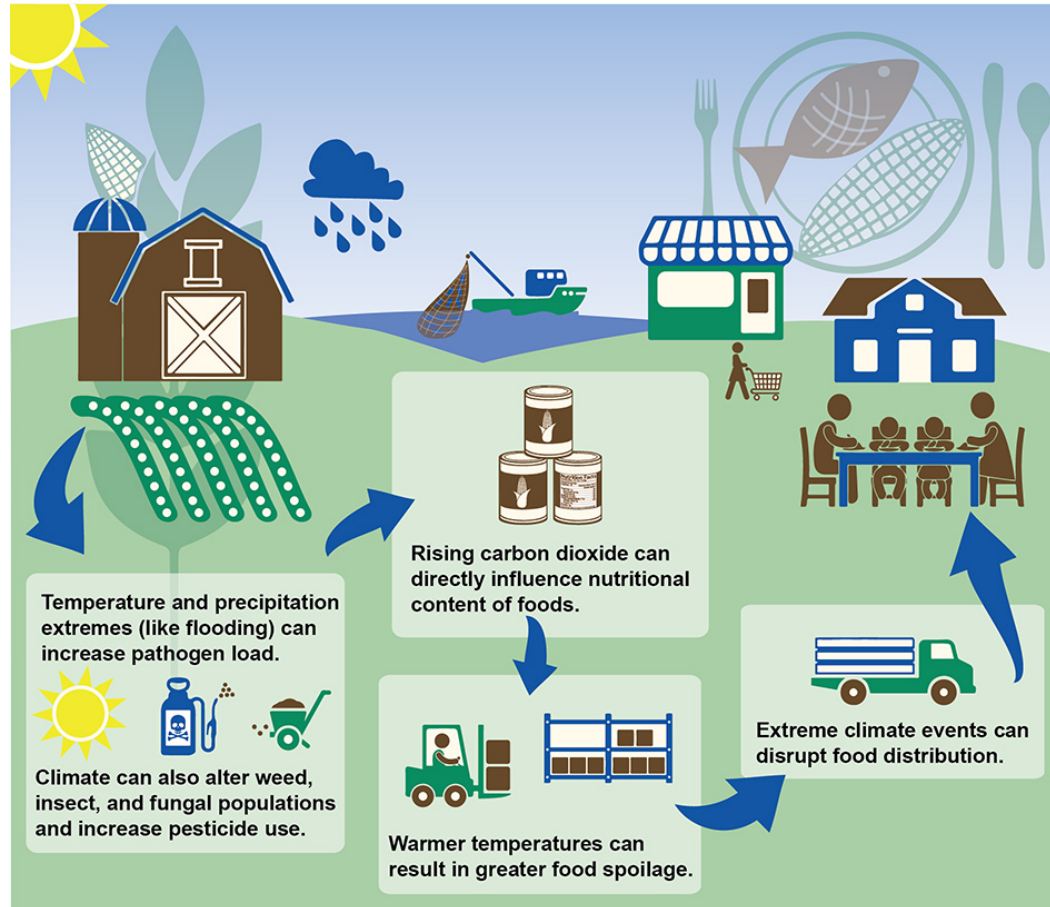 Temperature and precipitation
extremes (like flooding) can
increase pathogen load.
Climate can also alter weed,
insect, and fungal populations
and increase pesticide use.
Rising carbon dioxide can
directly influence nutritional
content of foods.
Warmer temperatures can
result in greater food spoilage.
Extreme climate events can
disrupt food distribution.